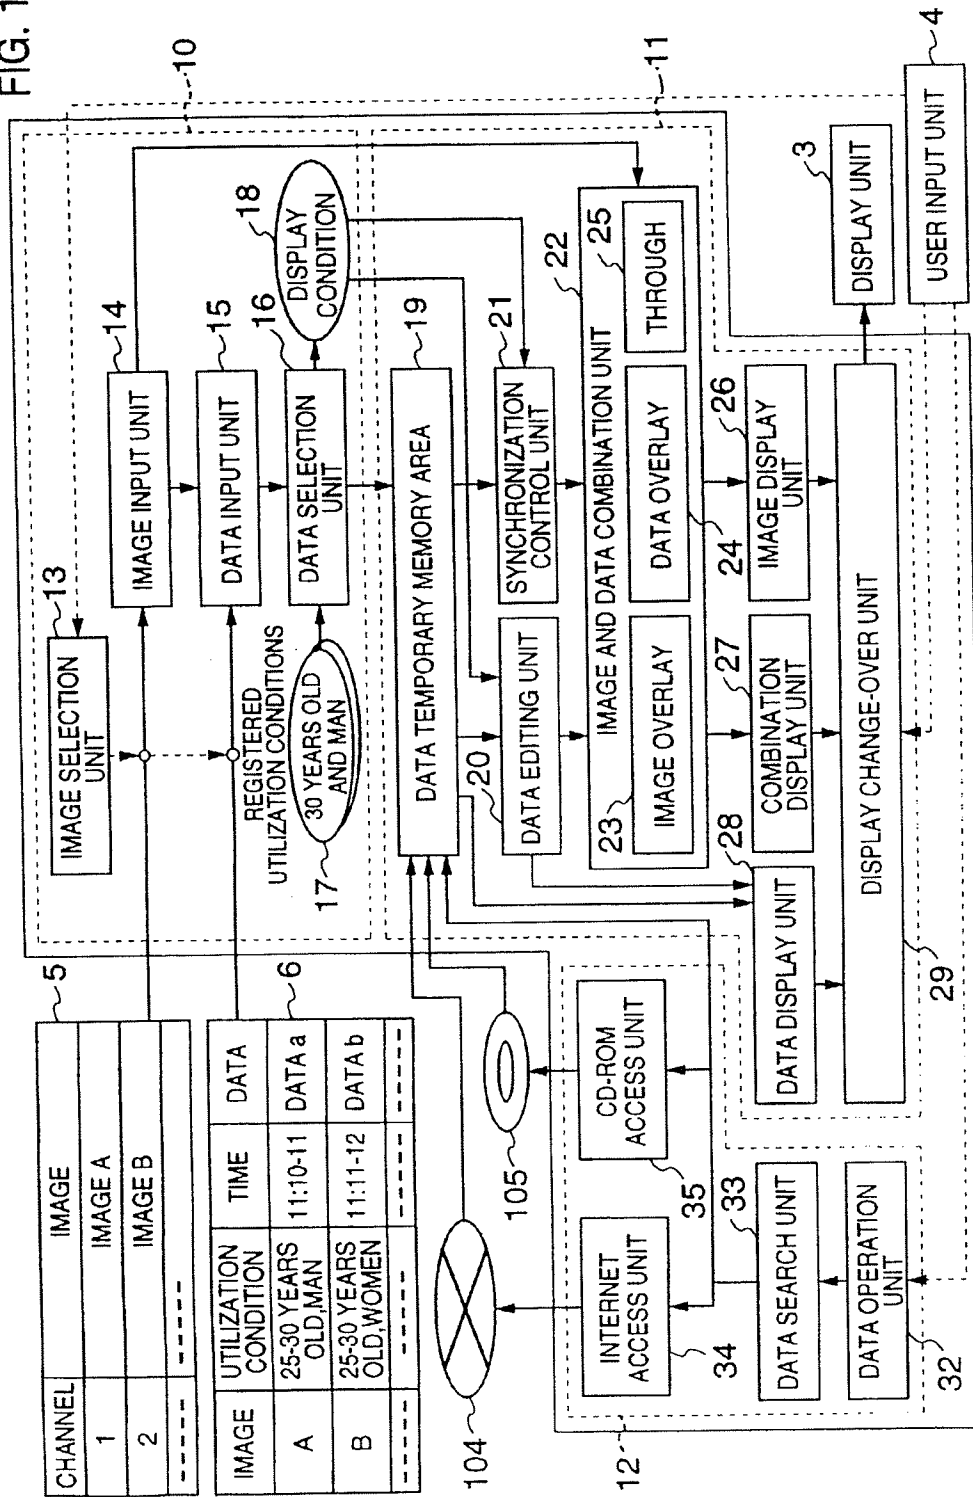 FIG. 1
5
CHANNEL IMAGE
1 IMAGE A
2 IMAGE B
6
IMAGE UTILIZATION CONDITION TIME DATA
A 25-30 YEARS OLD,MAN 11:10-11 DATA a
B 25-30 YEARS OLD,WOMEN 11:11-12 DATA b
10
13
IMAGE SELECTION
UNIT
14
IMAGE INPUT UNIT
15
DATA INPUT UNIT
REGISTERED
UTILIZATION CONDITIONS
30 YEARS OLD
AND MAN
17
16
DATA SELECTION
UNIT
18
DISPLAY
CONDITION
11
19
DATA TEMPORARY MEMORY AREA
20
DATA EDITING UNIT
21
SYNCHRONIZATION
CONTROL UNIT
22
IMAGE AND DATA COMBINATION UNIT
23
IMAGE OVERLAY
24
DATA OVERLAY
25
THROUGH
26
IMAGE DISPLAY
UNIT
27
COMBINATION
DISPLAY UNIT
28
DATA DISPLAY UNIT
29
DISPLAY CHANGE-OVER UNIT
3
DISPLAY UNIT
4
USER INPUT UNIT
104
105
12
34
INTERNET
ACCESS UNIT
35
CD-ROM
ACCESS UNIT
33
DATA SEARCH UNIT
32
DATA OPERATION
UNIT